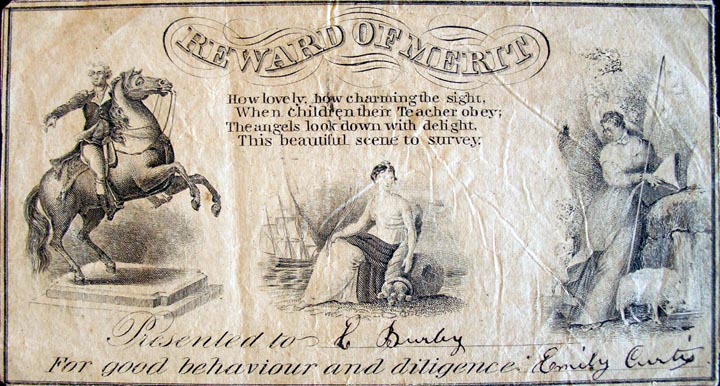 REWARD OF MERIT
How lovely, how charming the sight,
When children their Teacher obey;
The angels look down with delight,
This beautiful scene to survey.
Presented to L Burby
For good behaviour and diligence. Emily Curtis